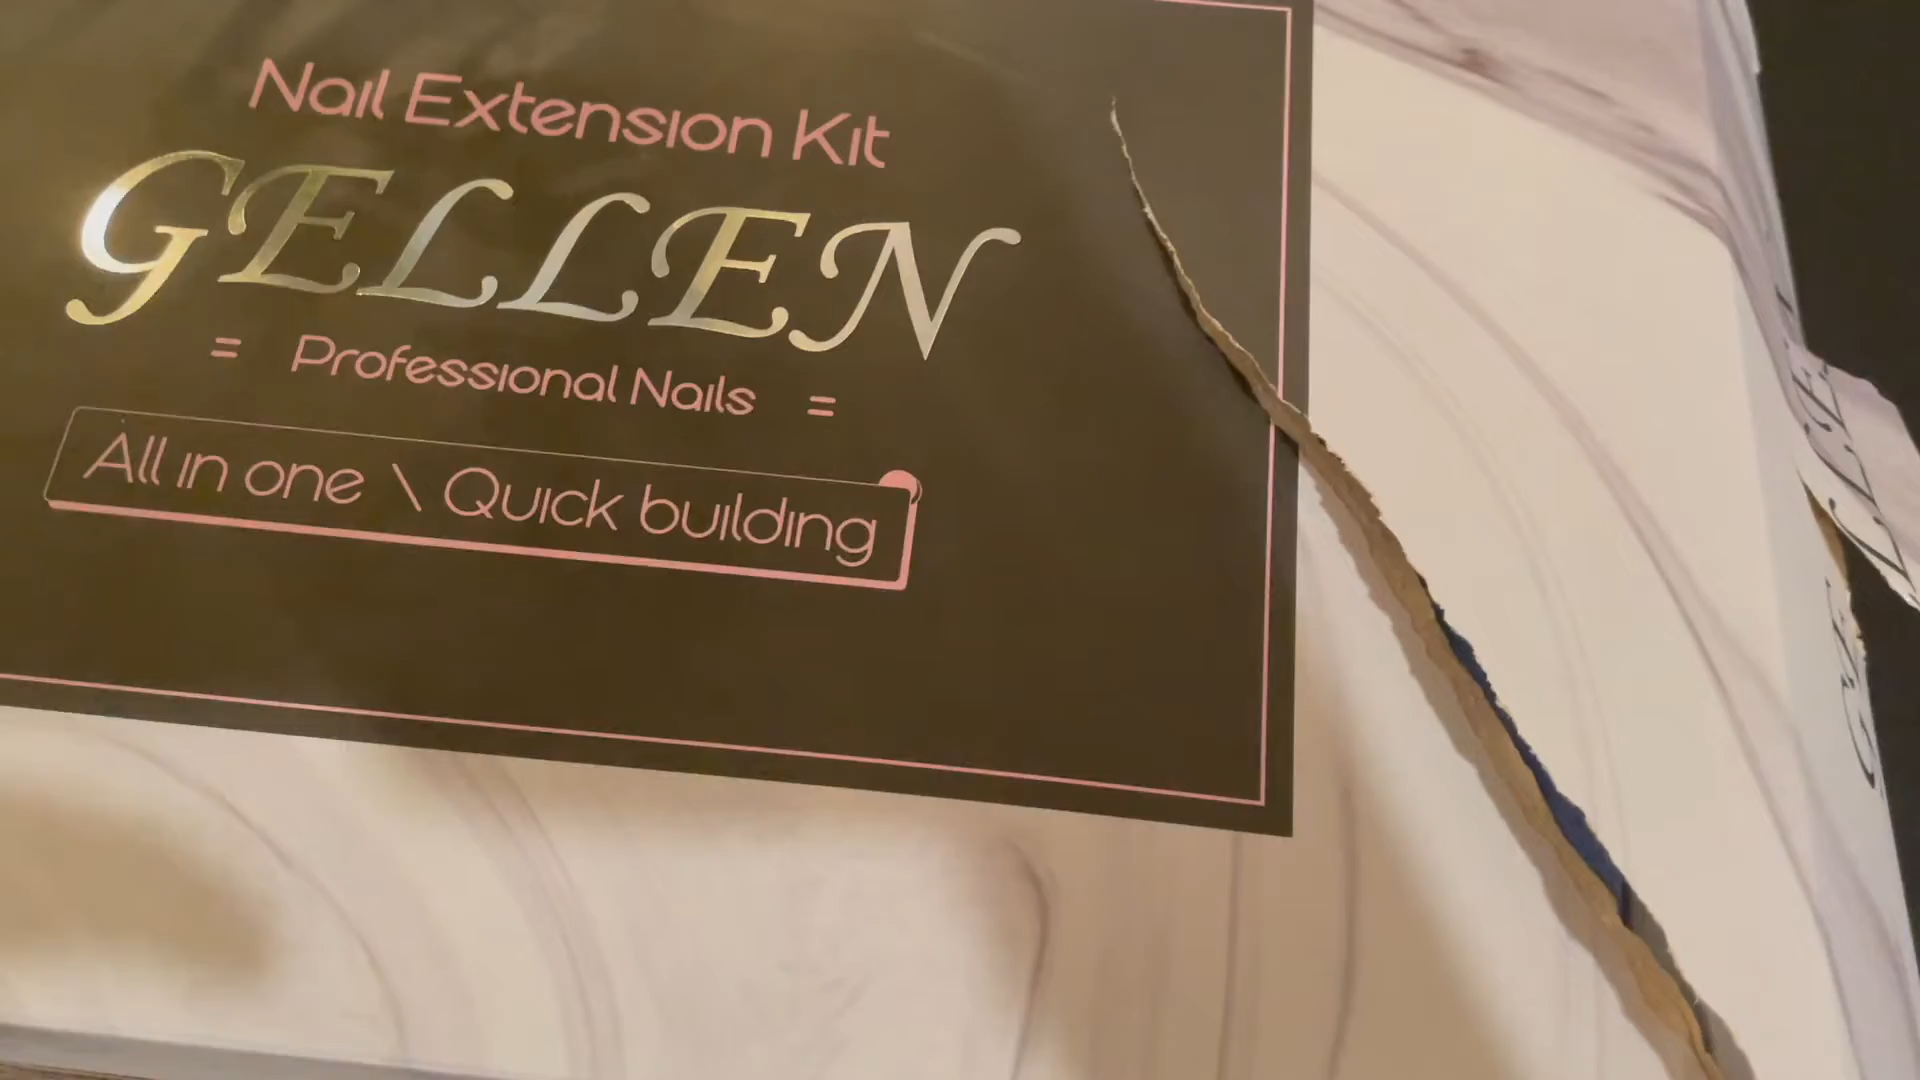 Nail Extension Kit
GELLEN
= Professional Nails =
All in one \ Quick building